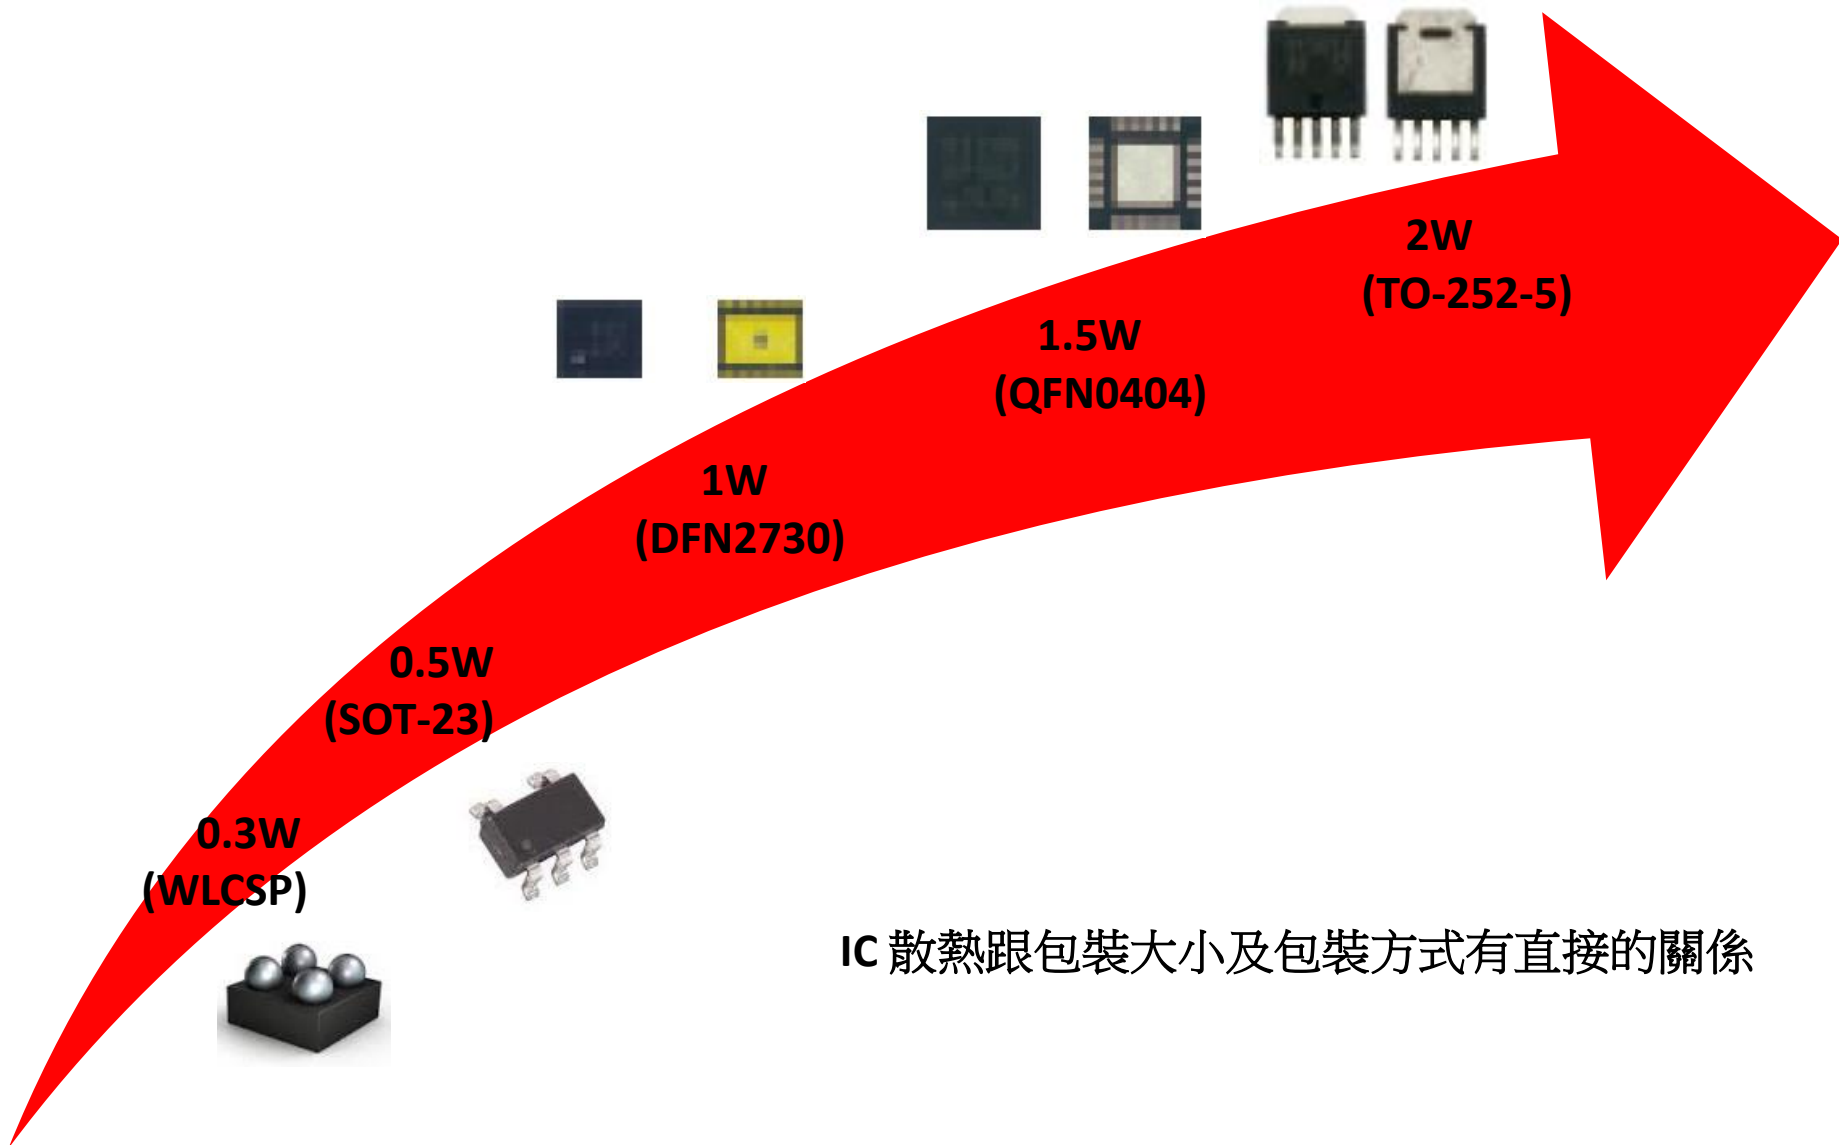 2W
(TO-252-5)
1.5W
(QFN0404)
1W
(DFN2730)
0.5W
(SOT-23)
0.3W
(WLCSP)
IC 散熱跟包裝大小及包裝方式有直接的關係